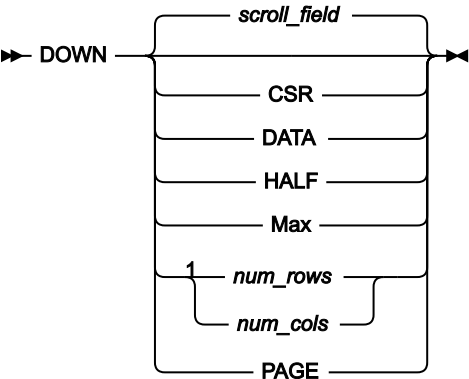 scroll_field
DOWN
CSR
DATA
HALF
Max
1
num_rows
num_cols
PAGE